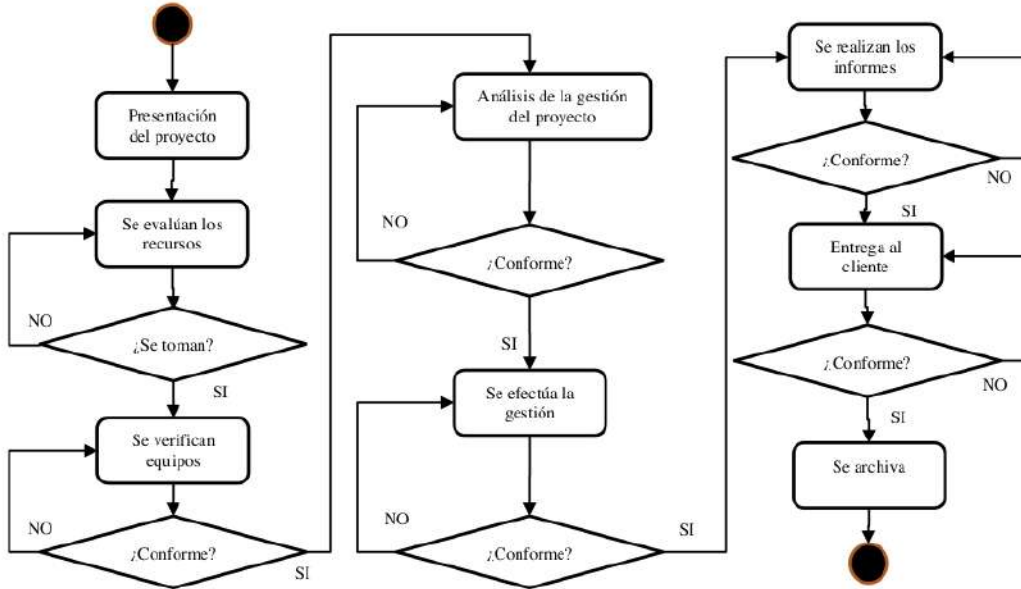 Presentación
del proyecto
Se evalúan los
recursos
NO
¿Se toman?
SI
Se verifican
equipos
NO
¿Conforme?
SI
Análisis de la gestión
del proyecto
NO
¿Conforme?
SI
Se efectúa la
gestión
NO
¿Conforme?
SI
Se realizan los
informes
¿Conforme?
NO
SI
Entrega al
cliente
¿Conforme?
NO
SI
Se archiva